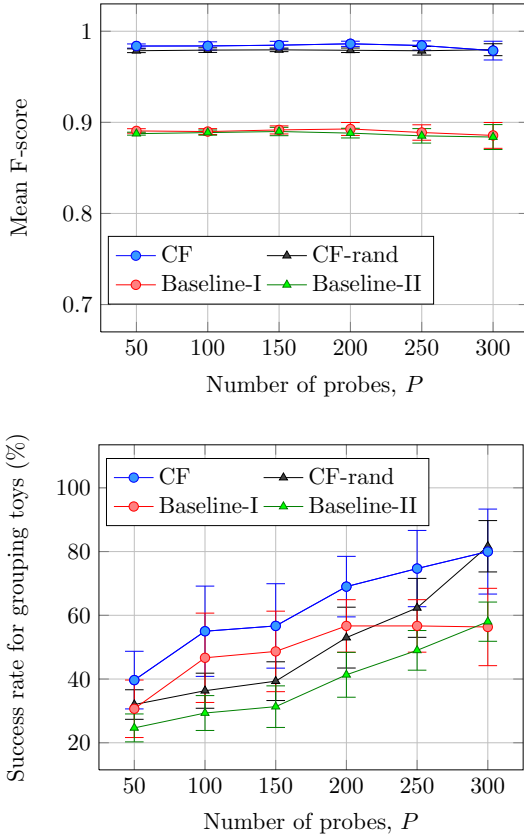 1
0.9
0.8
0.7
Mean F-score
CF CF-rand
Baseline-I Baseline-II
50 100 150 200 250 300
Number of probes, P
Success rate for grouping toys (%)
CF CF-rand
Baseline-I Baseline-II
100
80
60
40
20
50 100 150 200 250 300
Number of probes, P